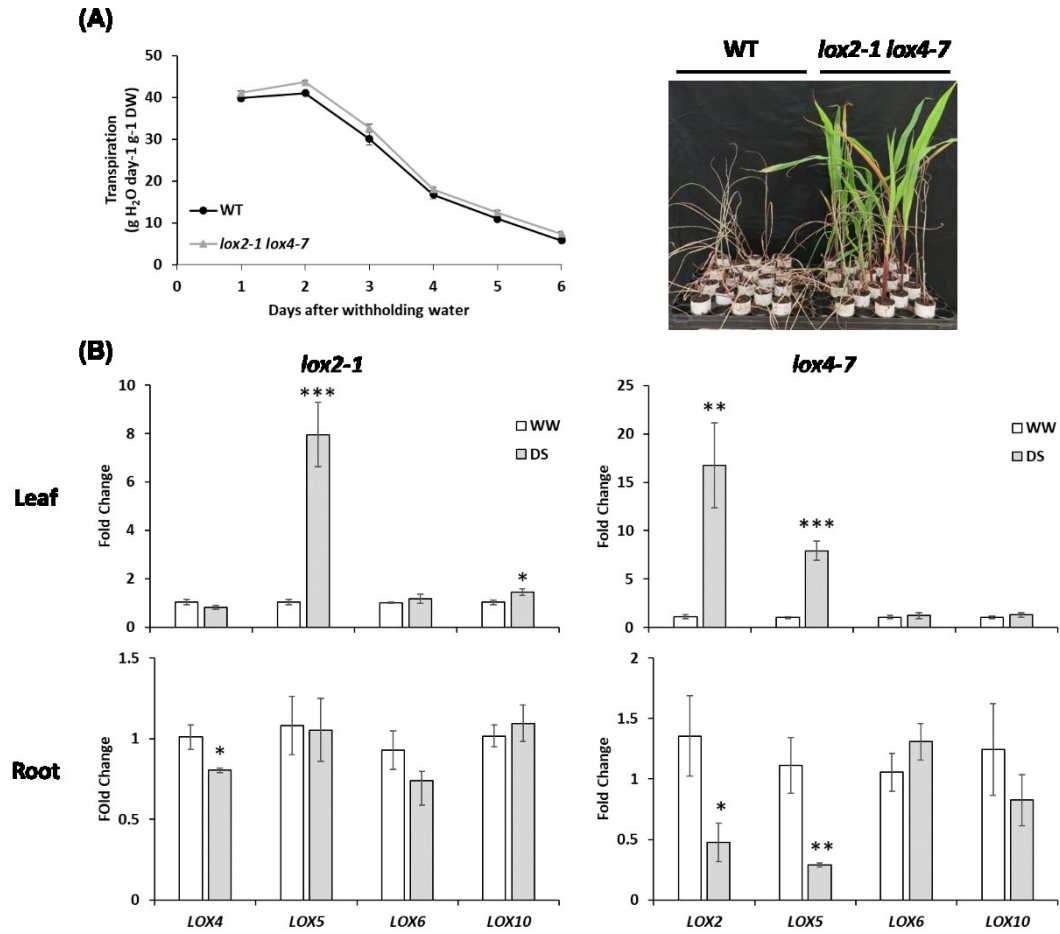 (A)
WT lox2-1 lox4-7
50
40
30
20
10
0
Transpiration
(g H₂O day-1 g-1 DW)
WT
lox2-1 lox4-7
0 1 2 3 4 5 6
Days after withholding water
(B)
lox2-1 lox4-7
Leaf
10
8
6
4
2
0
Fold Change
***
*
WW
DS
25
20
15
10
5
0
Fold Change
**
***
WW
DS
Root
1.5
1
0.5
0
FOld Change
*
LOX4 LOX5 LOX6 LOX10
2
1.5
1
0.5
0
Fold Change
*
**
LOX2 LOX5 LOX6 LOX10